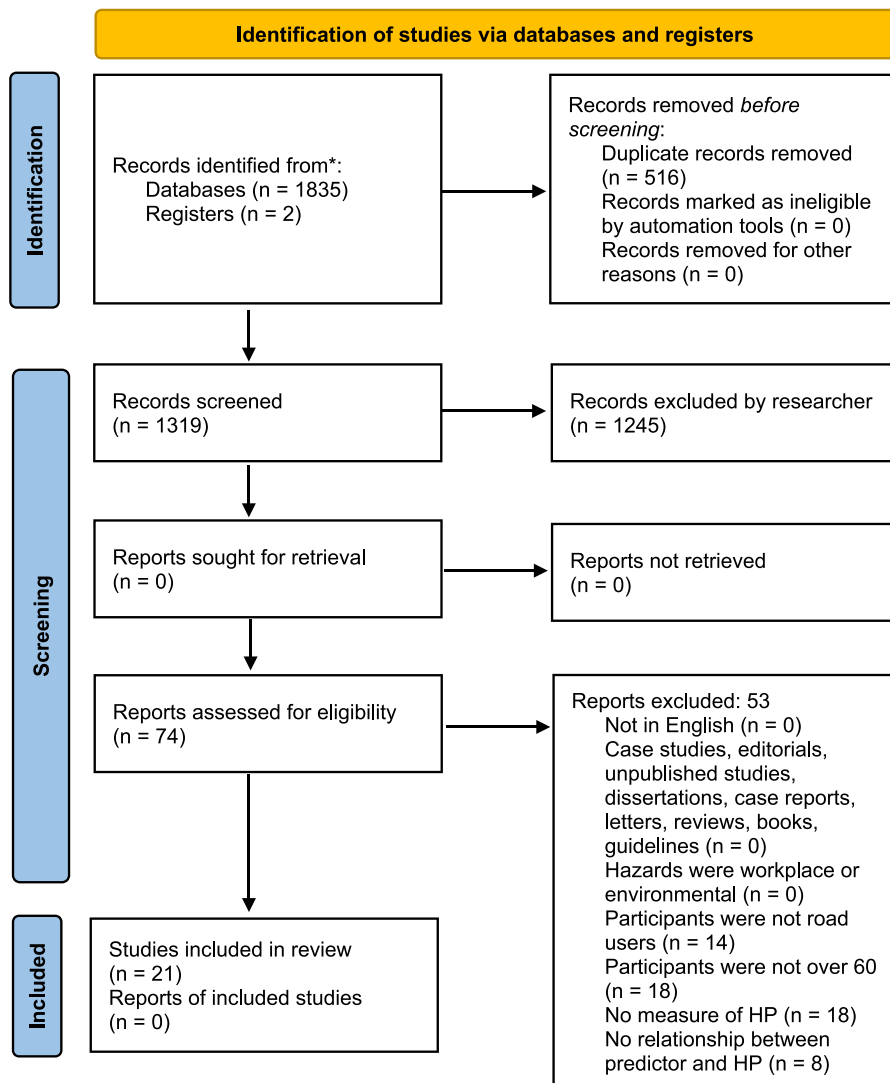 Identification of studies via databases and registers
Identification
Records identified from*:
Databases (n = 1835)
Registers (n = 2)
Records removed before
screening:
Duplicate records removed
(n = 516)
Records marked as ineligible
by automation tools (n = 0)
Records removed for other
reasons (n = 0)
Screening
Records screened
(n = 1319)
Records excluded by researcher
(n = 1245)
Reports sought for retrieval
(n = 0)
Reports not retrieved
(n = 0)
Reports assessed for eligibility
(n = 74)
Reports excluded: 53
Not in English (n = 0)
Case studies, editorials,
unpublished studies,
dissertations, case reports,
letters, reviews, books,
guidelines (n = 0)
Hazards were workplace or
environmental (n = 0)
Participants were not road
users (n = 14)
Participants were not over 60
(n = 18)
No measure of HP (n = 18)
No relationship between
predictor and HP (n = 8)
Included
Studies included in review
(n = 21)
Reports of included studies
(n = 0)